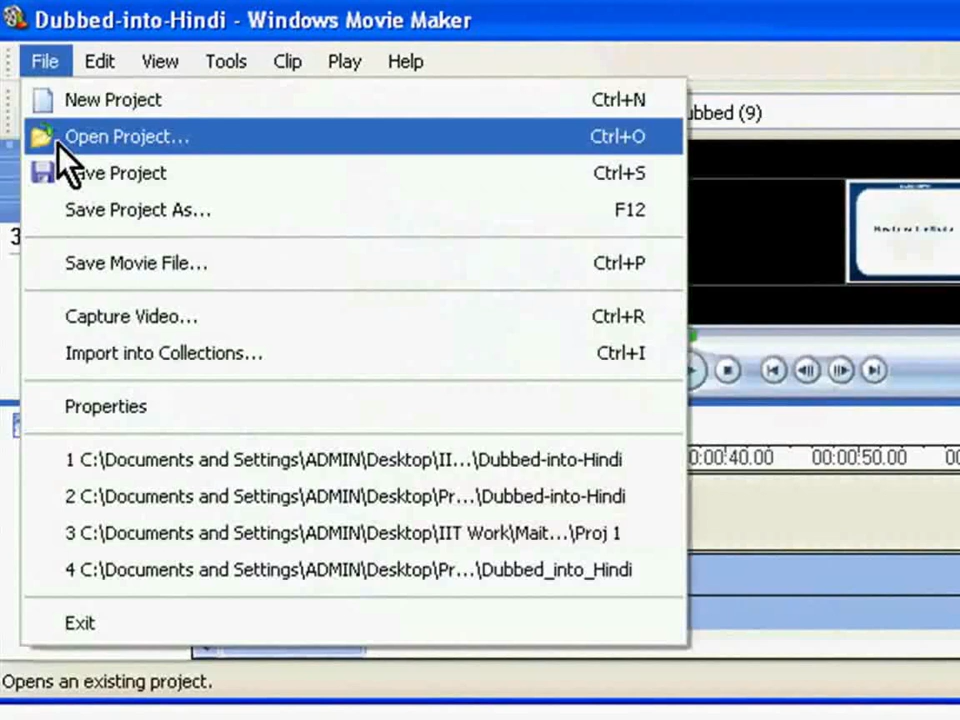 Dubbed-into-Hindi - Windows Movie Maker
File Edit View Tools Clip Play Help
New Project Ctrl+N
ubbed (9)
Open Project... Ctrl+O
ve Project Ctrl+S
Save Project As... F12
3
Save Movie File... Ctrl+P
Capture Video... Ctrl+R
Import into Collections... Ctrl+I
Properties
1 C:\Documents and Settings\ADMIN\Desktop\II...\Dubbed-into-Hindi
0:00:40.00 00:00:50.00 00
2 C:\Documents and Settings\ADMIN\Desktop\Pr...\Dubbed-into-Hindi
3 C:\Documents and Settings\ADMIN\Desktop\IIT Work\Mait...\Proj 1
4 C:\Documents and Settings\ADMIN\Desktop\Pr...\Dubbed_into_Hindi
Exit
Opens an existing project.